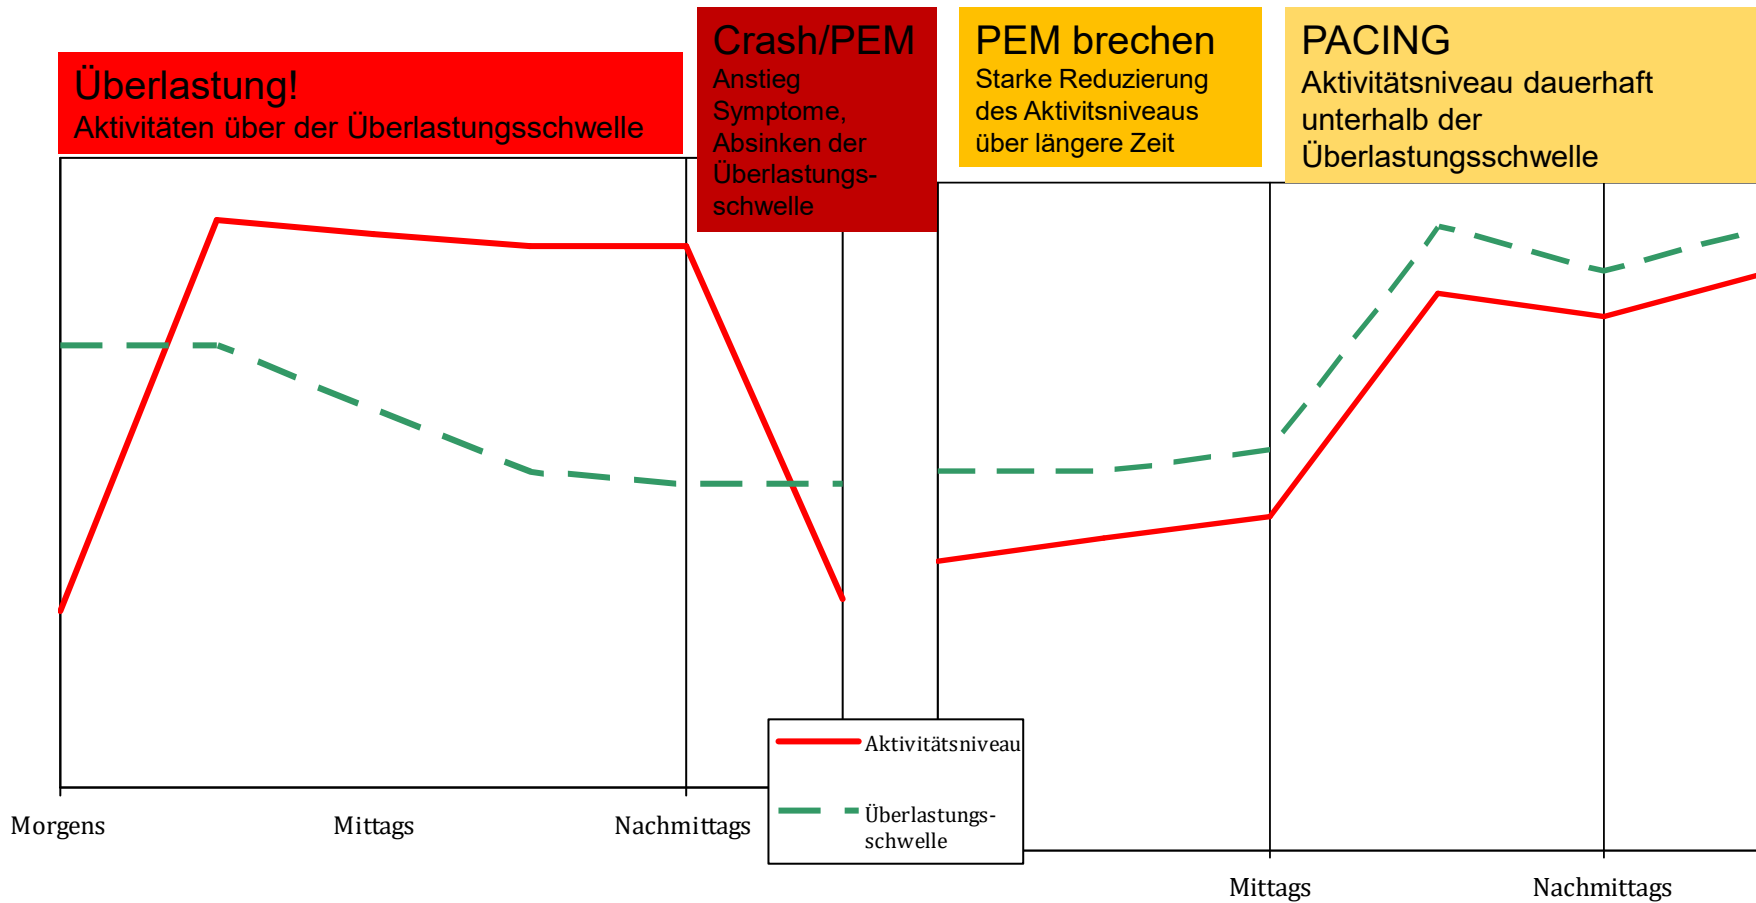 Überlastung!
Aktivitäten über der Überlastungsschwelle
Crash/PEM
Anstieg
Symptome,
Absinken der
Überlastungs-
schwelle
PEM brechen
Starke Reduzierung
des Aktivitsniveaus
über längere Zeit
PACING
Aktivitätsniveau dauerhaft
unterhalb der
Überlastungsschwelle
Aktivitätsniveau
Überlastungs-
schwelle
Morgens
Mittags
Nachmittags
Mittags
Nachmittags